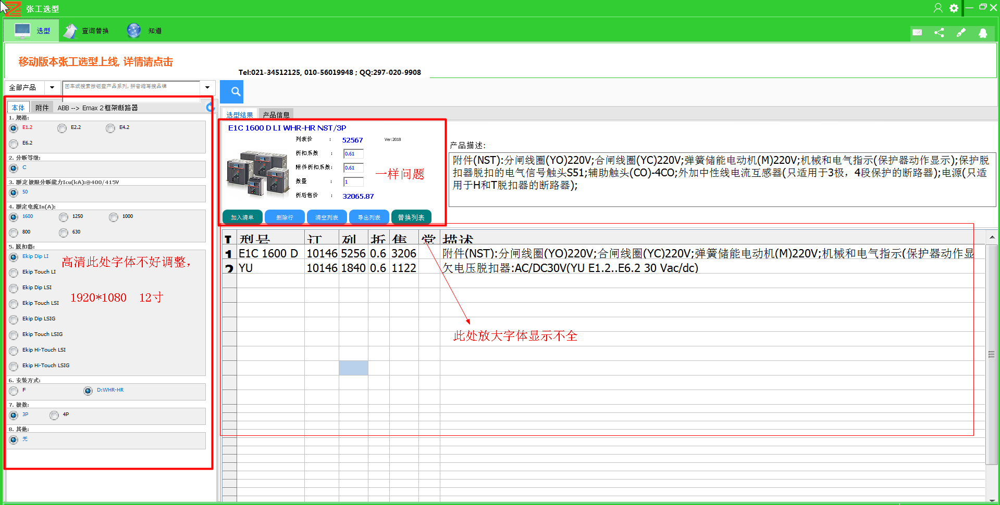 张工选型
选型
查询替换
知道
移动版本张工选型上线, 详情请点击
Tel:021-34512125, 010-56019948 ; QQ:297-020-9908
全部产品
回车或搜索按钮查产品系列, 拼音缩写搜品牌
本体
附件
ABB --> Emax 2框架断路器
1. 规格:
E1.2
E2.2
E4.2
E6.2
2. 分断等级:
C
3. 额定极限分断能力Icu(kA):@400/415V
50
4. 额定电流In(A):
1600
1250
1000
800
630
5. 脱扣器:
Ekip Dip LI
Ekip Touch LI
Ekip Dip LSI
Ekip Touch LSI
Ekip Dip LSIG
Ekip Touch LSIG
Ekip Hi-Touch LSI
Ekip Hi-Touch LSIG
高清此处字体不好调整，
1920*1080 12寸
6. 安装方式:
F
D:WHR-HR
7. 极数:
3P
4P
8. 其他:
无
选型结果
产品信息
E1C 1600 D LI WHR-HR NST/3P
列表价 : 52567 Ver:2018
折扣系数 : 0.61
附件折扣系数: 0.61
数量 : 1
折后售价 : 32065.87
一样问题
加入清单
删除行
清空列表
导出列表
替换列表
产品描述:
附件(NST):分闸线圈(YO)220V;合闸线圈(YC)220V;弹簧储能电动机(M)220V;机械和电气指示(保护器动作显示);保护脱
扣器脱扣的电气信号触头S51;辅助触头(CO)-4CO;外加中性线电流互感器(只适用于3极，4段保护的断路器);电源(只适
用于H和T脱扣器的断路器);
型号 订 列 折 售 描述
1 E1C 1600 D 10146 5256 0.6 3206 附件(NST):分闸线圈(YO)220V;合闸线圈(YC)220V;弹簧储能电动机(M)220V;机械和电气指示(保护器动作显
2 YU 10146 1840 0.6 1122 欠电压脱扣器:AC/DC30V(YU E1.2..E6.2 30 Vac/dc)
此处放大字体显示不全